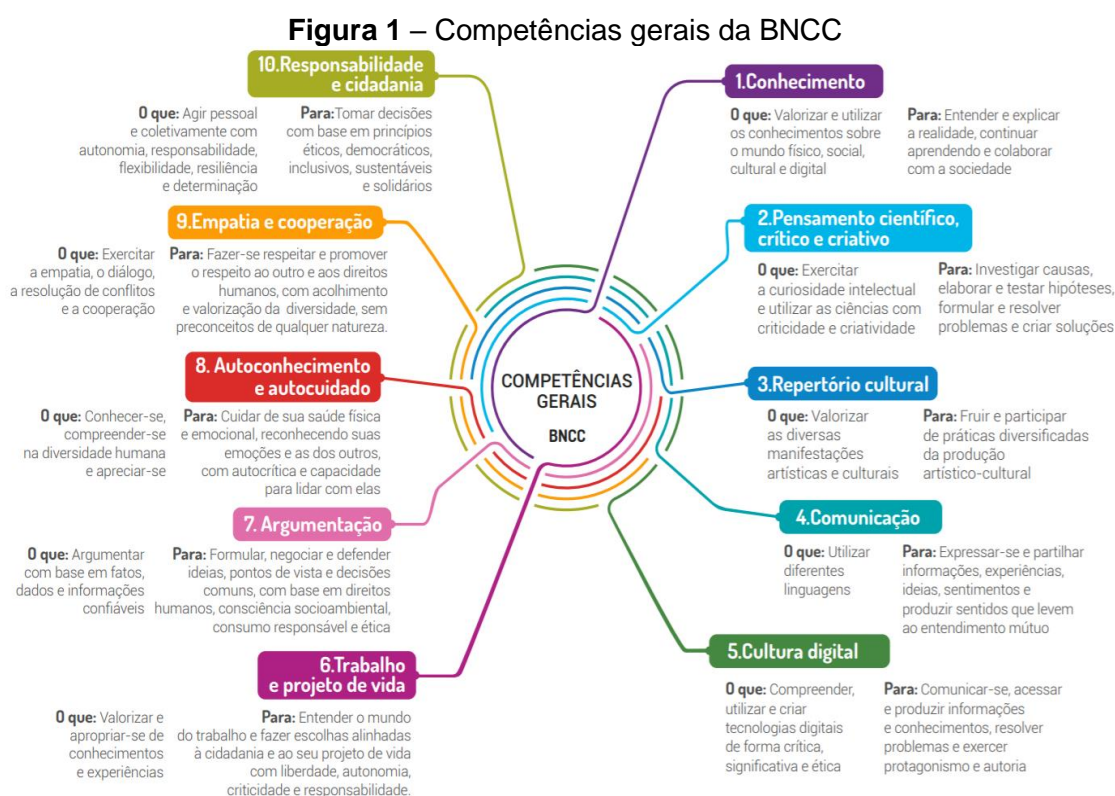 Figura 1 – Competências gerais da BNCC
1.Conhecimento
O que: Valorizar e utilizar
os conhecimentos sobre
o mundo físico, social,
cultural e digital
Para: Entender e explicar
a realidade, continuar
aprendendo e colaborar
com a sociedade
2.Pensamento científico,
crítico e criativo
O que: Exercitar
a curiosidade intelectual
e utilizar as ciências com
criticidade e criatividade
Para: Investigar causas,
elaborar e testar hipóteses,
formular e resolver
problemas e criar soluções
3.Repertório cultural
O que: Valorizar
as diversas
manifestações
artísticas e culturais
Para: Fruir e participar
de práticas diversificadas
da produção
artístico-cultural
4.Comunicação
O que: Utilizar
diferentes
linguagens
Para: Expressar-se e partilhar
informações, experiências,
ideias, sentimentos e
produzir sentidos que levem
ao entendimento mútuo
5.Cultura digital
O que: Compreender,
utilizar e criar
tecnologias digitais
de forma crítica,
significativa e ética
Para: Comunicar-se, acessar
e produzir informações
e conhecimentos, resolver
problemas e exercer
protagonismo e autoria
6.Trabalho
e projeto de vida
O que: Valorizar e
apropriar-se de
conhecimentos
e experiências
Para: Entender o mundo
do trabalho e fazer escolhas alinhadas
à cidadania e ao seu projeto de vida
com liberdade, autonomia,
criticidade e responsabilidade.
7. Argumentação
O que: Argumentar
com base em fatos,
dados e informações
confiáveis
Para: Formular, negociar e defender
ideias, pontos de vista e decisões
comuns, com base em direitos
humanos, consciência socioambiental,
consumo responsável e ética
8. Autoconhecimento
e autocuidado
O que: Conhecer-se,
compreender-se
na diversidade humana
e apreciar-se
Para: Cuidar de sua saúde física
e emocional, reconhecendo suas
emoções e as dos outros,
com autocrítica e capacidade
para lidar com elas
9.Empatia e cooperação
O que: Exercitar
a empatia, o diálogo,
a resolução de conflitos
e a cooperação
Para: Fazer-se respeitar e promover
o respeito ao outro e aos direitos
humanos, com acolhimento
e valorização da diversidade, sem
preconceitos de qualquer natureza.
10.Responsabilidade
e cidadania
O que: Agir pessoal
e coletivamente com
autonomia, responsabilidade,
flexibilidade, resiliência
e determinação
Para:Tomar decisões
com base em princípios
éticos, democráticos,
inclusivos, sustentáveis
e solidários
COMPETÊNCIAS
GERAIS
BNCC